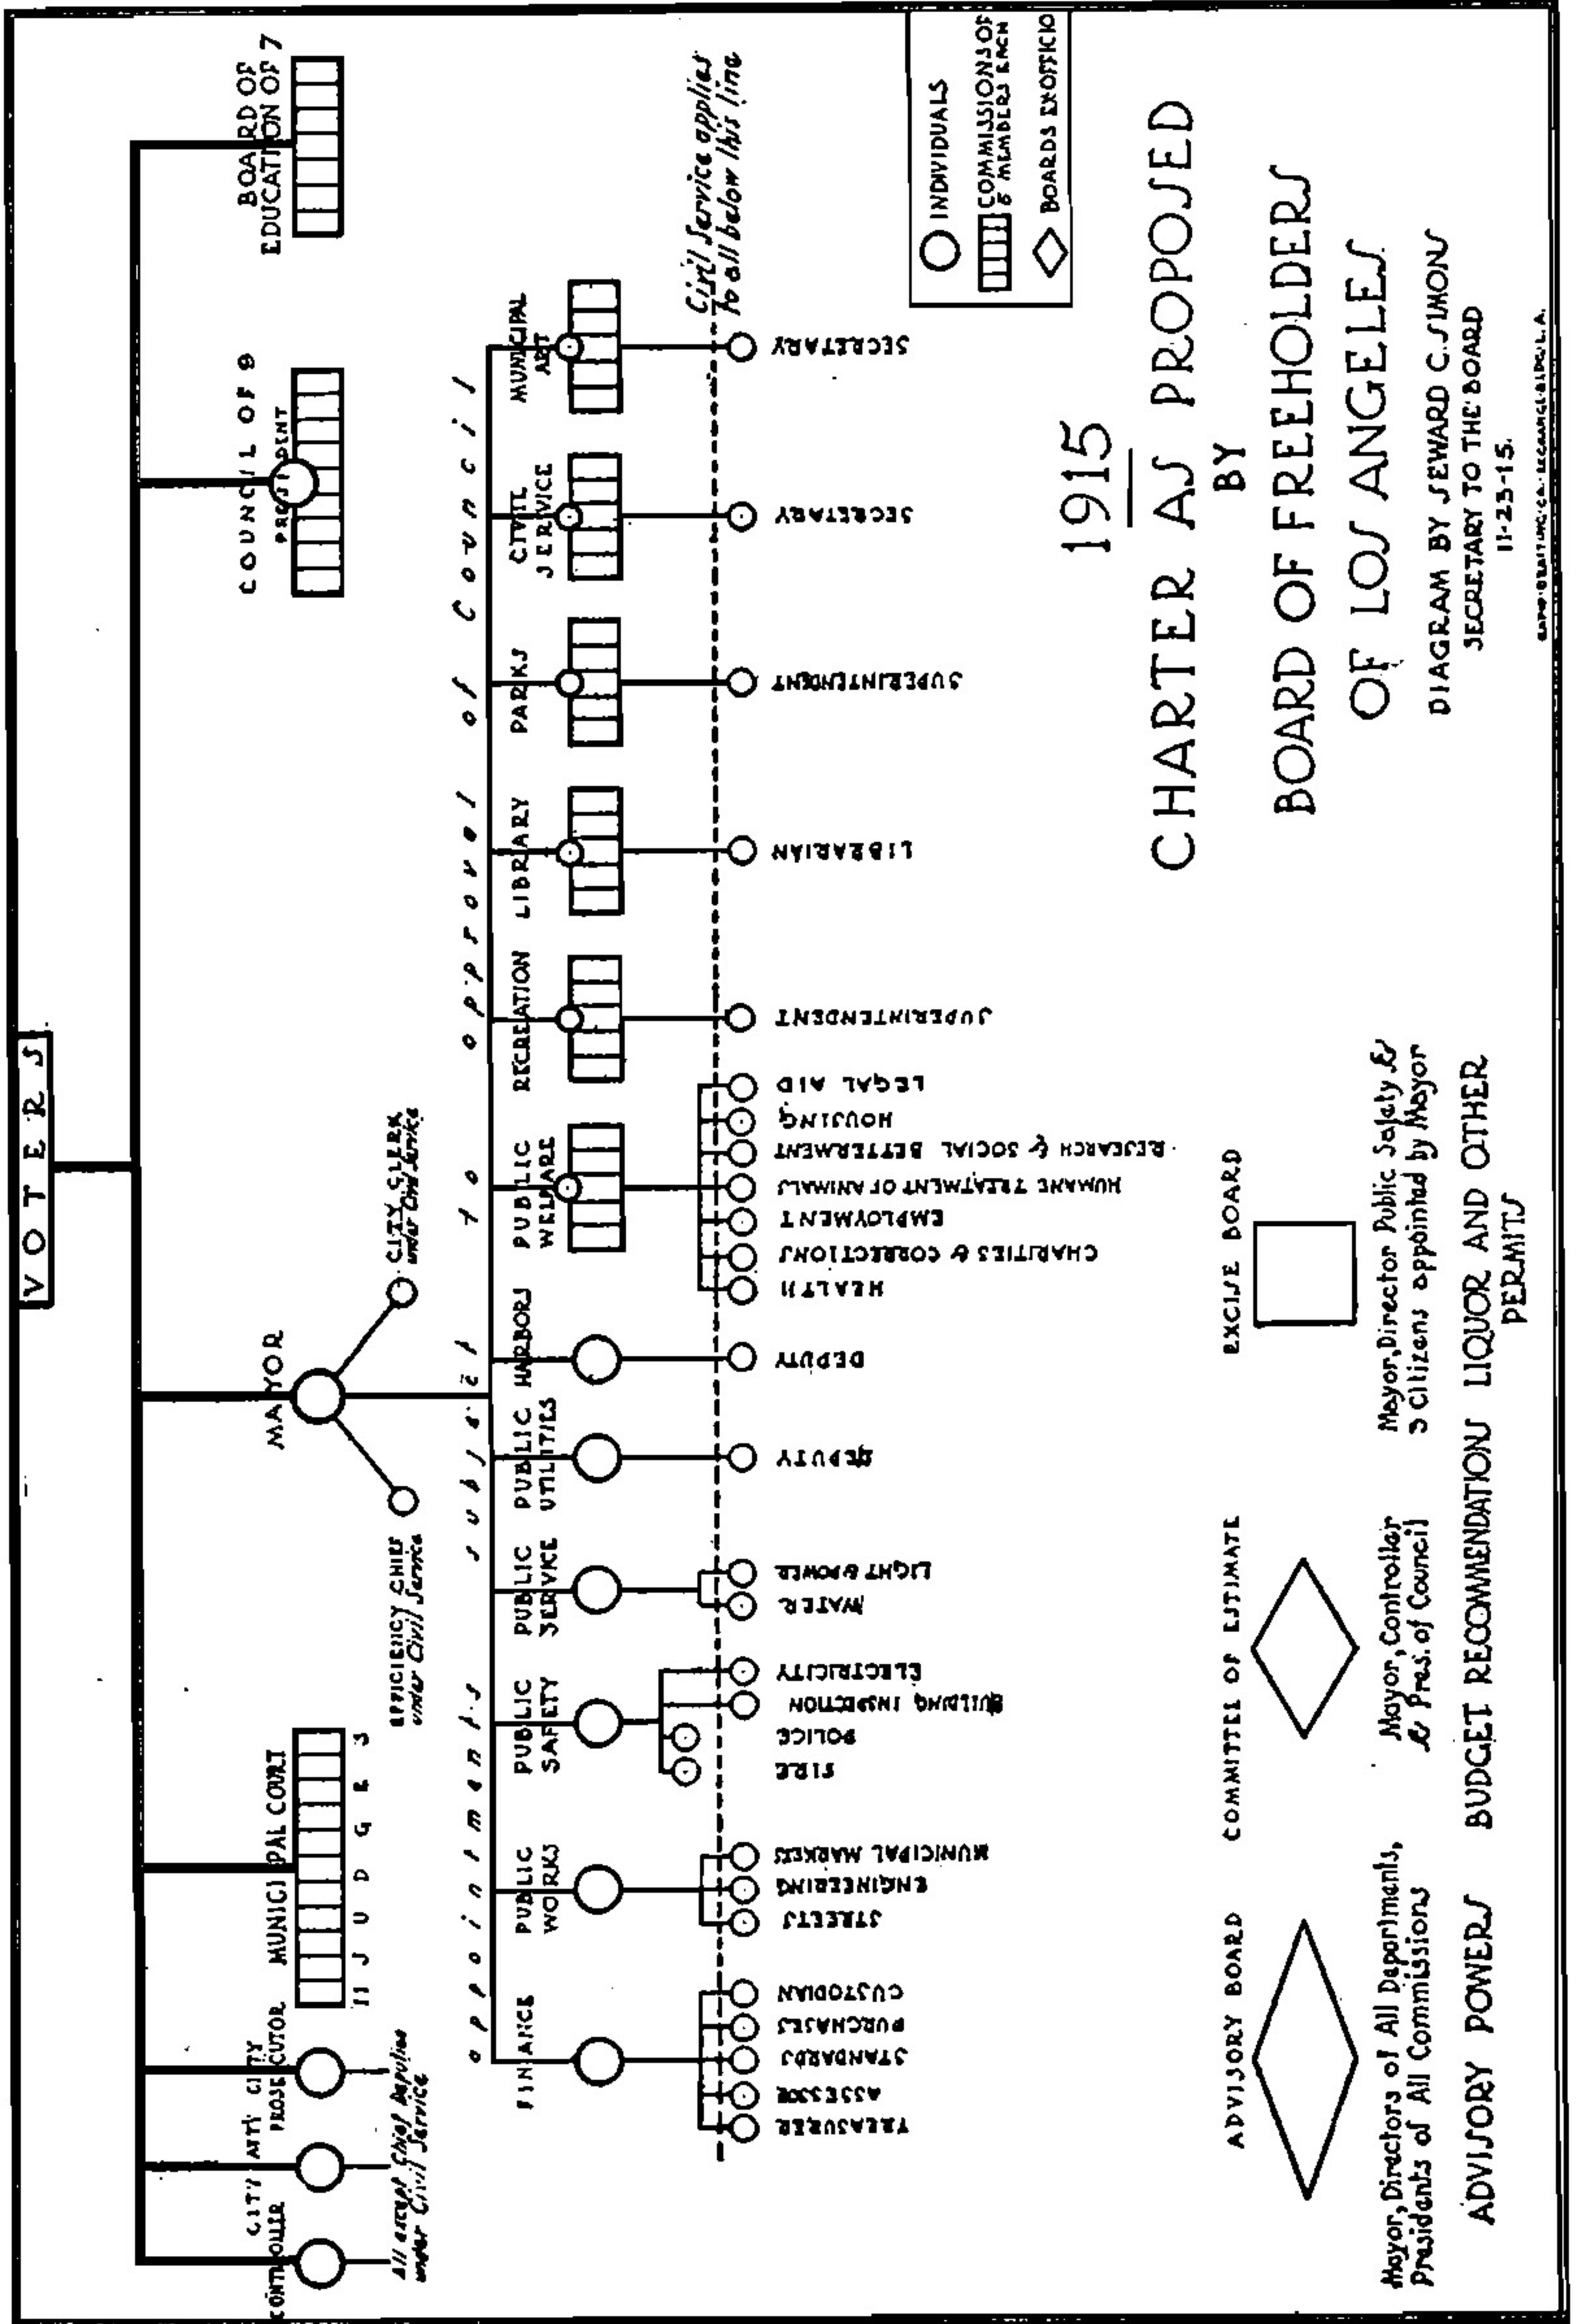 VOTERS
CONTROLLER
CITY ATTY
CITY
PROSECUTOR
MUNICIPAL COURT
11 JUDGES
MAYOR
COUNCIL OF 9
PRESIDENT
BOARD OF
EDUCATION OF 7
All except Chief Deputies
under Civil Service
EFFICIENCY CHIEF
under Civil Service
CITY CLERK
under Civil Service
appointments subject to approval of Council
FINANCE
PUBLIC
WORKS
PUBLIC
SAFETY
PUBLIC
SERVICE
PUBLIC
UTILITIES
HARBORS
PUBLIC
WELFARE
RECREATION
LIBRARY
PARKS
CIVIL
SERVICE
MUNICIPAL
ART
Civil Service applies
to all below this line
TREASURER
ASSESSOR
STANDARDS
PURCHASES
CUSTODIAN
STREETS
ENGINEERING
MUNICIPAL MARKETS
FIRE
POLICE
BUILDING INSPECTION
ELECTRICITY
WATER
LIGHT & POWER
DEPUTY
DEPUTY
HEALTH
CHARITIES & CORRECTIONS
EMPLOYMENT
HUMANE TREATMENT OF ANIMALS
RESEARCH & SOCIAL BETTERMENT
HOUSING
LEGAL AID
SUPERINTENDENT
LIBRARIAN
SUPERINTENDENT
SECRETARY
SECRETARY
INDIVIDUALS
COMMISSIONS OF
5 MEMBERS EACH
BOARDS EXOFFICIO
ADVISORY BOARD
Mayor, Directors of All Departments,
Presidents of All Commissions
ADVISORY POWERS
COMMITTEE OF ESTIMATE
Mayor, Controller
& Pres. of Council
BUDGET RECOMMENDATIONS
EXCISE BOARD
Mayor, Director Public Safety &
3 Citizens appointed by Mayor
LIQUOR AND OTHER
PERMITS
1915
CHARTER AS PROPOSED
BY
BOARD OF FREEHOLDERS
OF LOS ANGELES
DIAGRAM BY SEWARD C. SIMONS
SECRETARY TO THE BOARD
11-23-15.